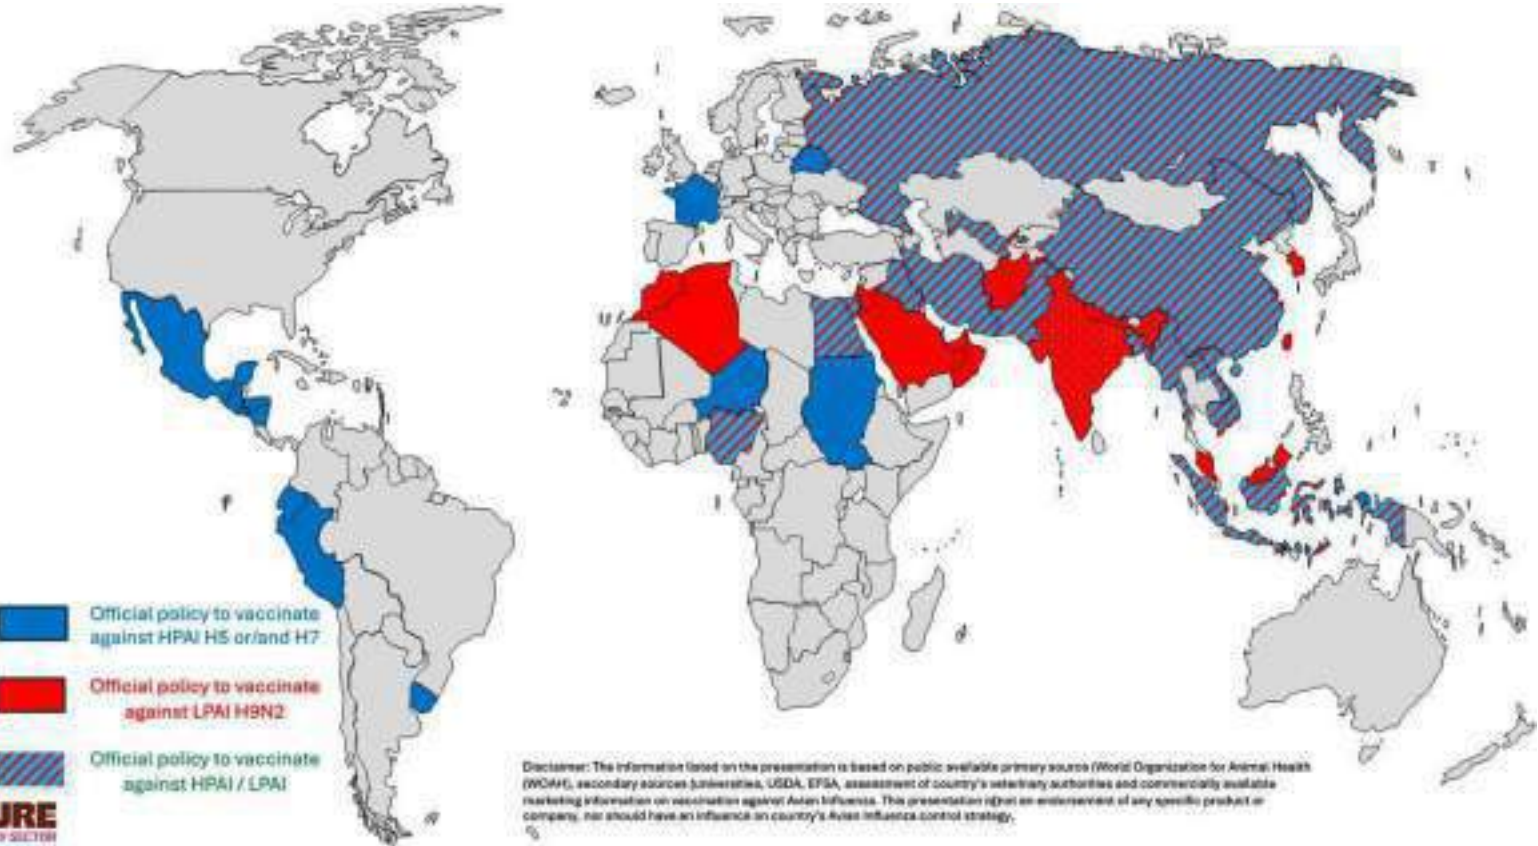 Official policy to vaccinate
against HPAI H5 or/and H7
Official policy to vaccinate
against LPAI H9N2
Official policy to vaccinate
against HPAI / LPAI
URE
SECTOR
Disclaimer: The information listed on the presentation is based on public available primary source (World Organization for Animal Health
(WOAH), secondary sources (universities, USDA, EFSA, assessment of country's veterinary authorities and commercially available
marketing information on vaccination against Avian Influenza. This presentation is not an endorsement of any specific product or
company, nor should have an influence on country's Avian Influenza control strategy.